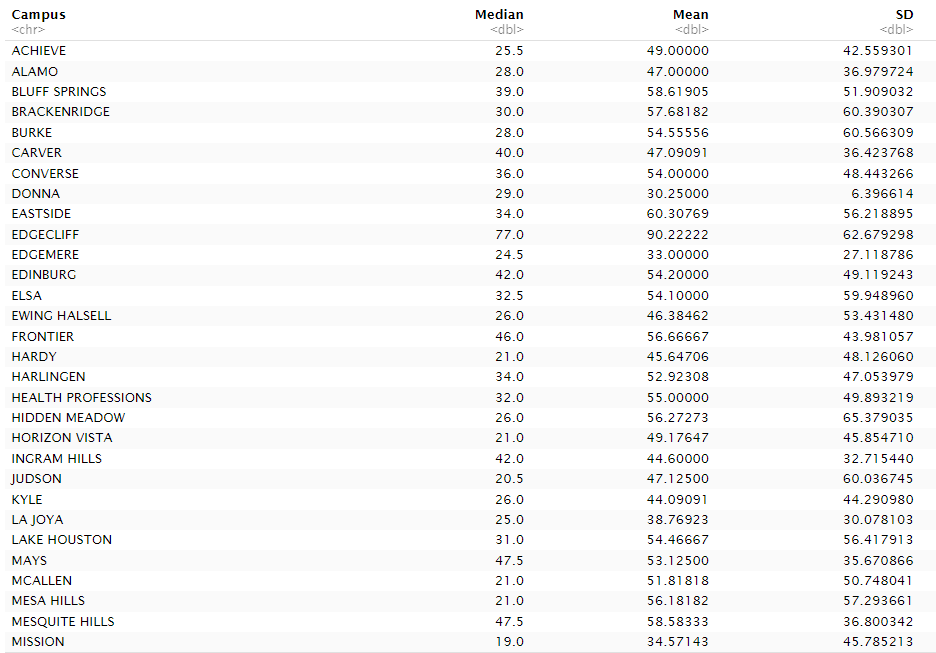 Campus Median Mean SD
<chr> <dbl> <dbl> <dbl>
ACHIEVE 25.5 49.00000 42.559301
ALAMO 28.0 47.00000 36.979724
BLUFF SPRINGS 39.0 58.61905 51.909032
BRACKENRIDGE 30.0 57.68182 60.390307
BURKE 28.0 54.55556 60.566309
CARVER 40.0 47.09091 36.423768
CONVERSE 36.0 54.00000 48.443266
DONNA 29.0 30.25000 6.396614
EASTSIDE 34.0 60.30769 56.218895
EDGECLIFF 77.0 90.22222 62.679298
EDGEMERE 24.5 33.00000 27.118786
EDINBURG 42.0 54.20000 49.119243
ELSA 32.5 54.10000 59.948960
EWING HALSELL 26.0 46.38462 53.431480
FRONTIER 46.0 56.66667 43.981057
HARDY 21.0 45.64706 48.126060
HARLINGEN 34.0 52.92308 47.053979
HEALTH PROFESSIONS 32.0 55.00000 49.893219
HIDDEN MEADOW 26.0 56.27273 65.379035
HORIZON VISTA 21.0 49.17647 45.854710
INGRAM HILLS 42.0 44.60000 32.715440
JUDSON 20.5 47.12500 60.036745
KYLE 26.0 44.09091 44.290980
LA JOYA 25.0 38.76923 30.078103
LAKE HOUSTON 31.0 54.46667 56.417913
MAYS 47.5 53.12500 35.670866
MCALLEN 21.0 51.81818 50.748041
MESA HILLS 21.0 56.18182 57.293661
MESQUITE HILLS 47.5 58.58333 36.800342
MISSION 19.0 34.57143 45.785213